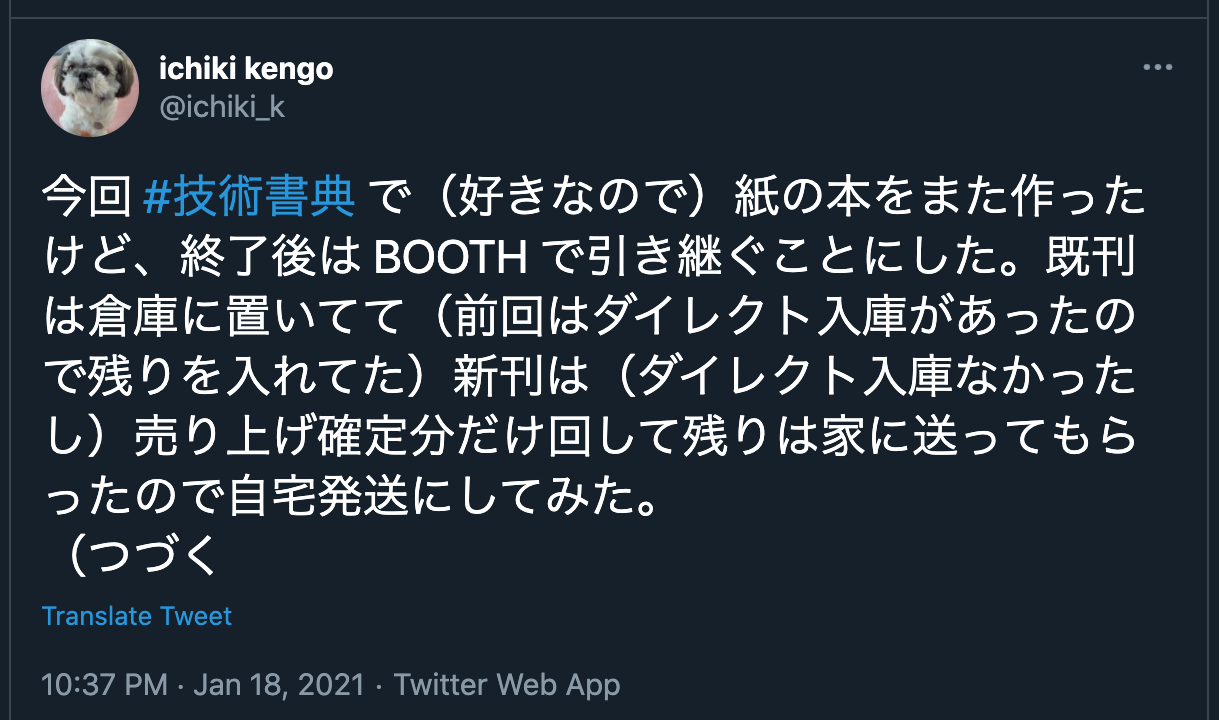 ichiki kengo
@ichiki_k
今回 #技術書典 で（好きなので）紙の本をまた作った
けど、終了後は BOOTH で引き継ぐことにした。既刊
は倉庫に置いてて（前回はダイレクト入庫があったの
で残りを入れてた）新刊は（ダイレクト入庫なかった
し）売り上げ確定分だけ回して残りは家に送ってもら
ったので自宅発送にしてみた。
（つづく
Translate Tweet
10:37 PM · Jan 18, 2021 · Twitter Web App